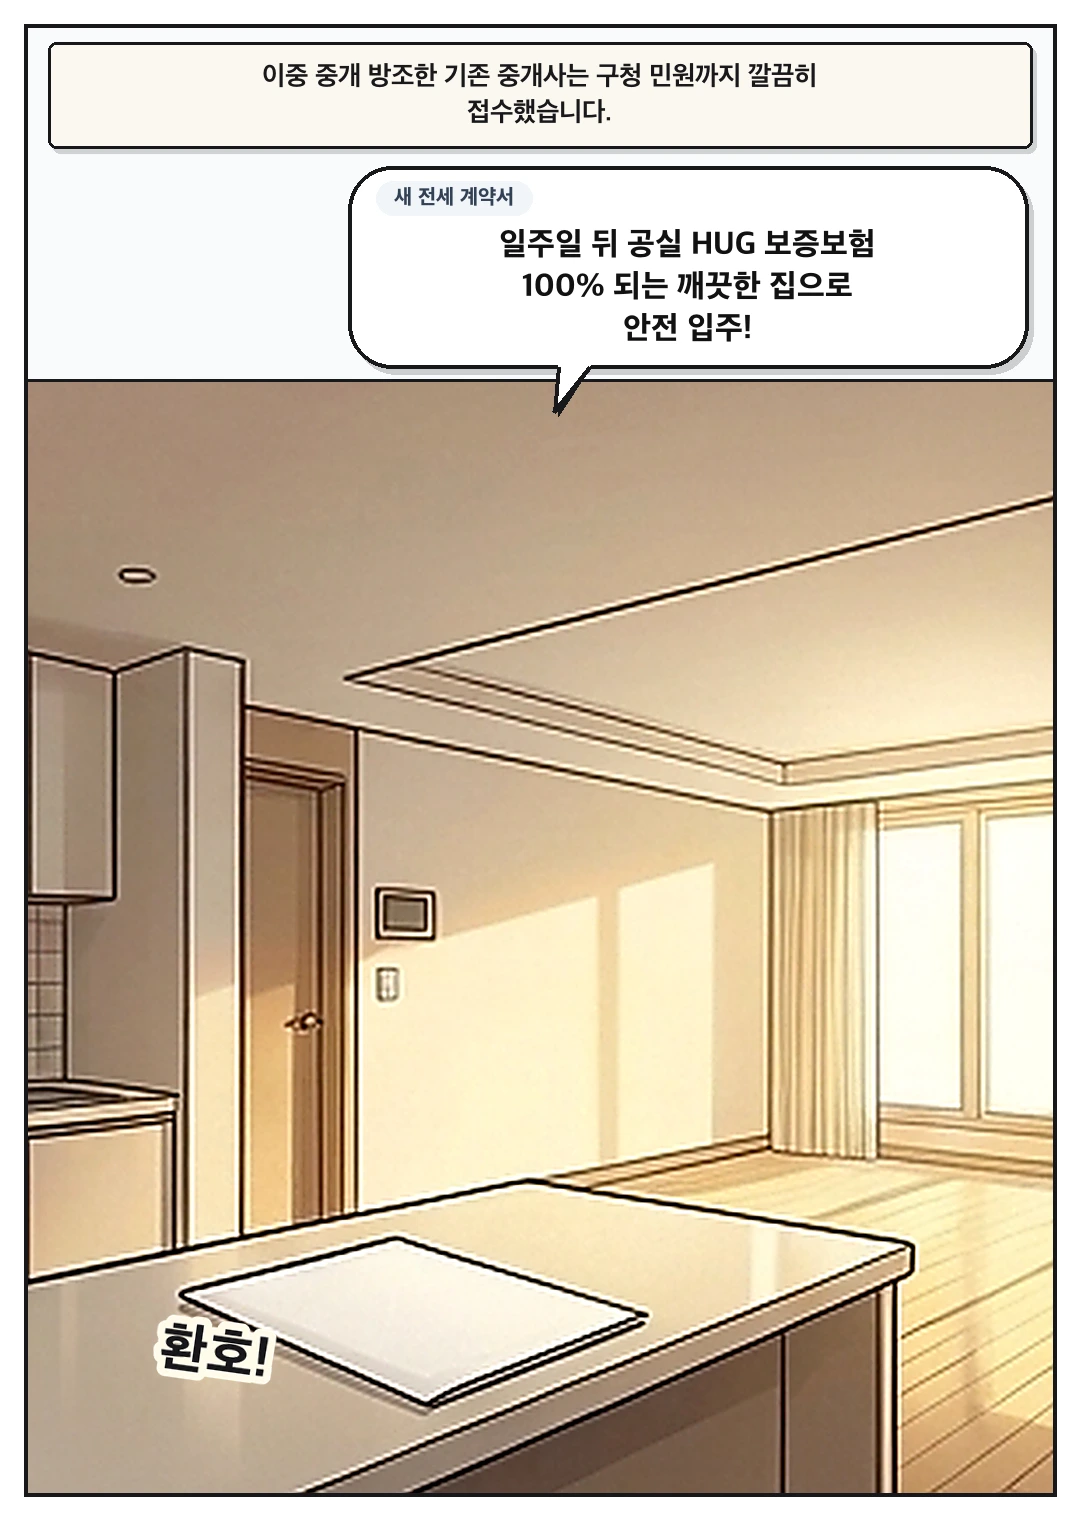 이중 중개 방조한 기존 중개사는 구청 민원까지 깔끔히
접수했습니다.
새 전세 계약서
일주일 뒤 공실 HUG 보증보험
100% 되는 깨끗한 집으로
안전 입주!
환호!